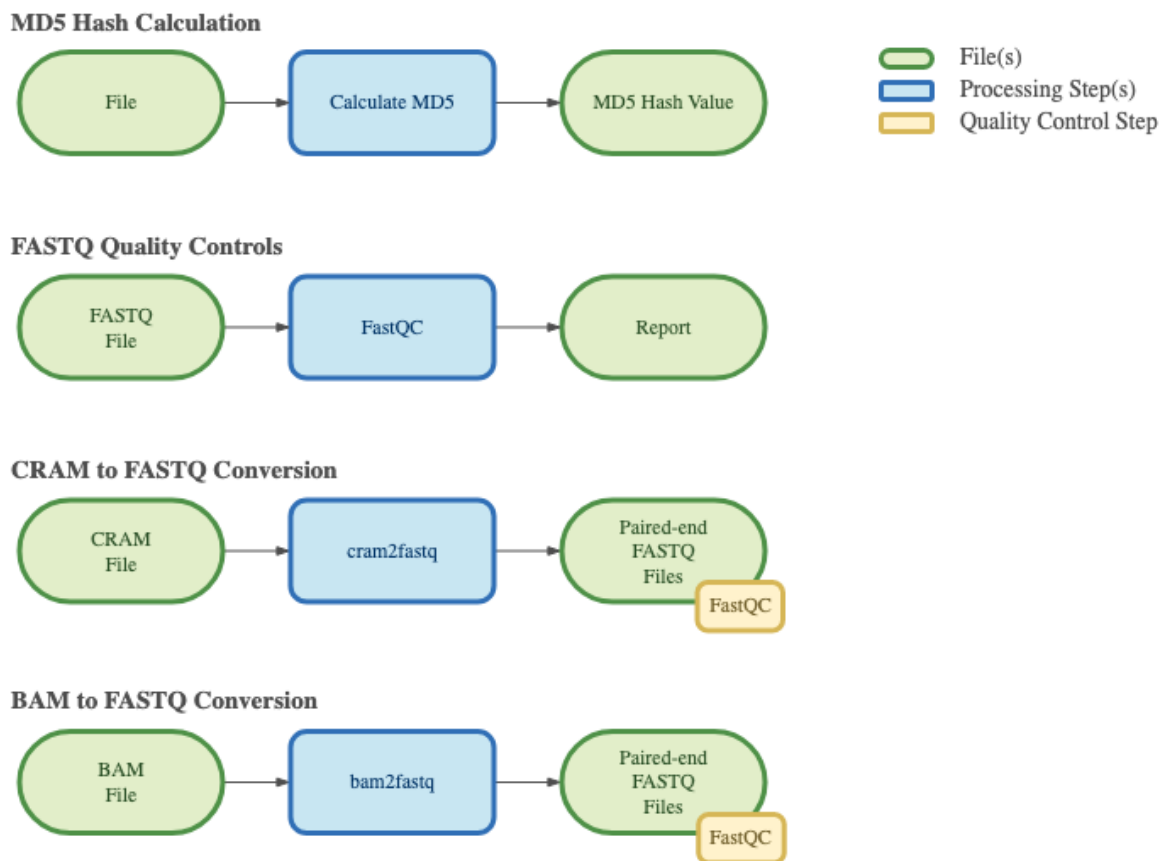 MD5 Hash Calculation
File
Calculate MD5
MD5 Hash Value
File(s)
Processing Step(s)
Quality Control Step
FASTQ Quality Controls
FASTQ
File
FastQC
Report
CRAM to FASTQ Conversion
CRAM
File
cram2fastq
Paired-end
FASTQ
Files
FastQC
BAM to FASTQ Conversion
BAM
File
bam2fastq
Paired-end
FASTQ
Files
FastQC